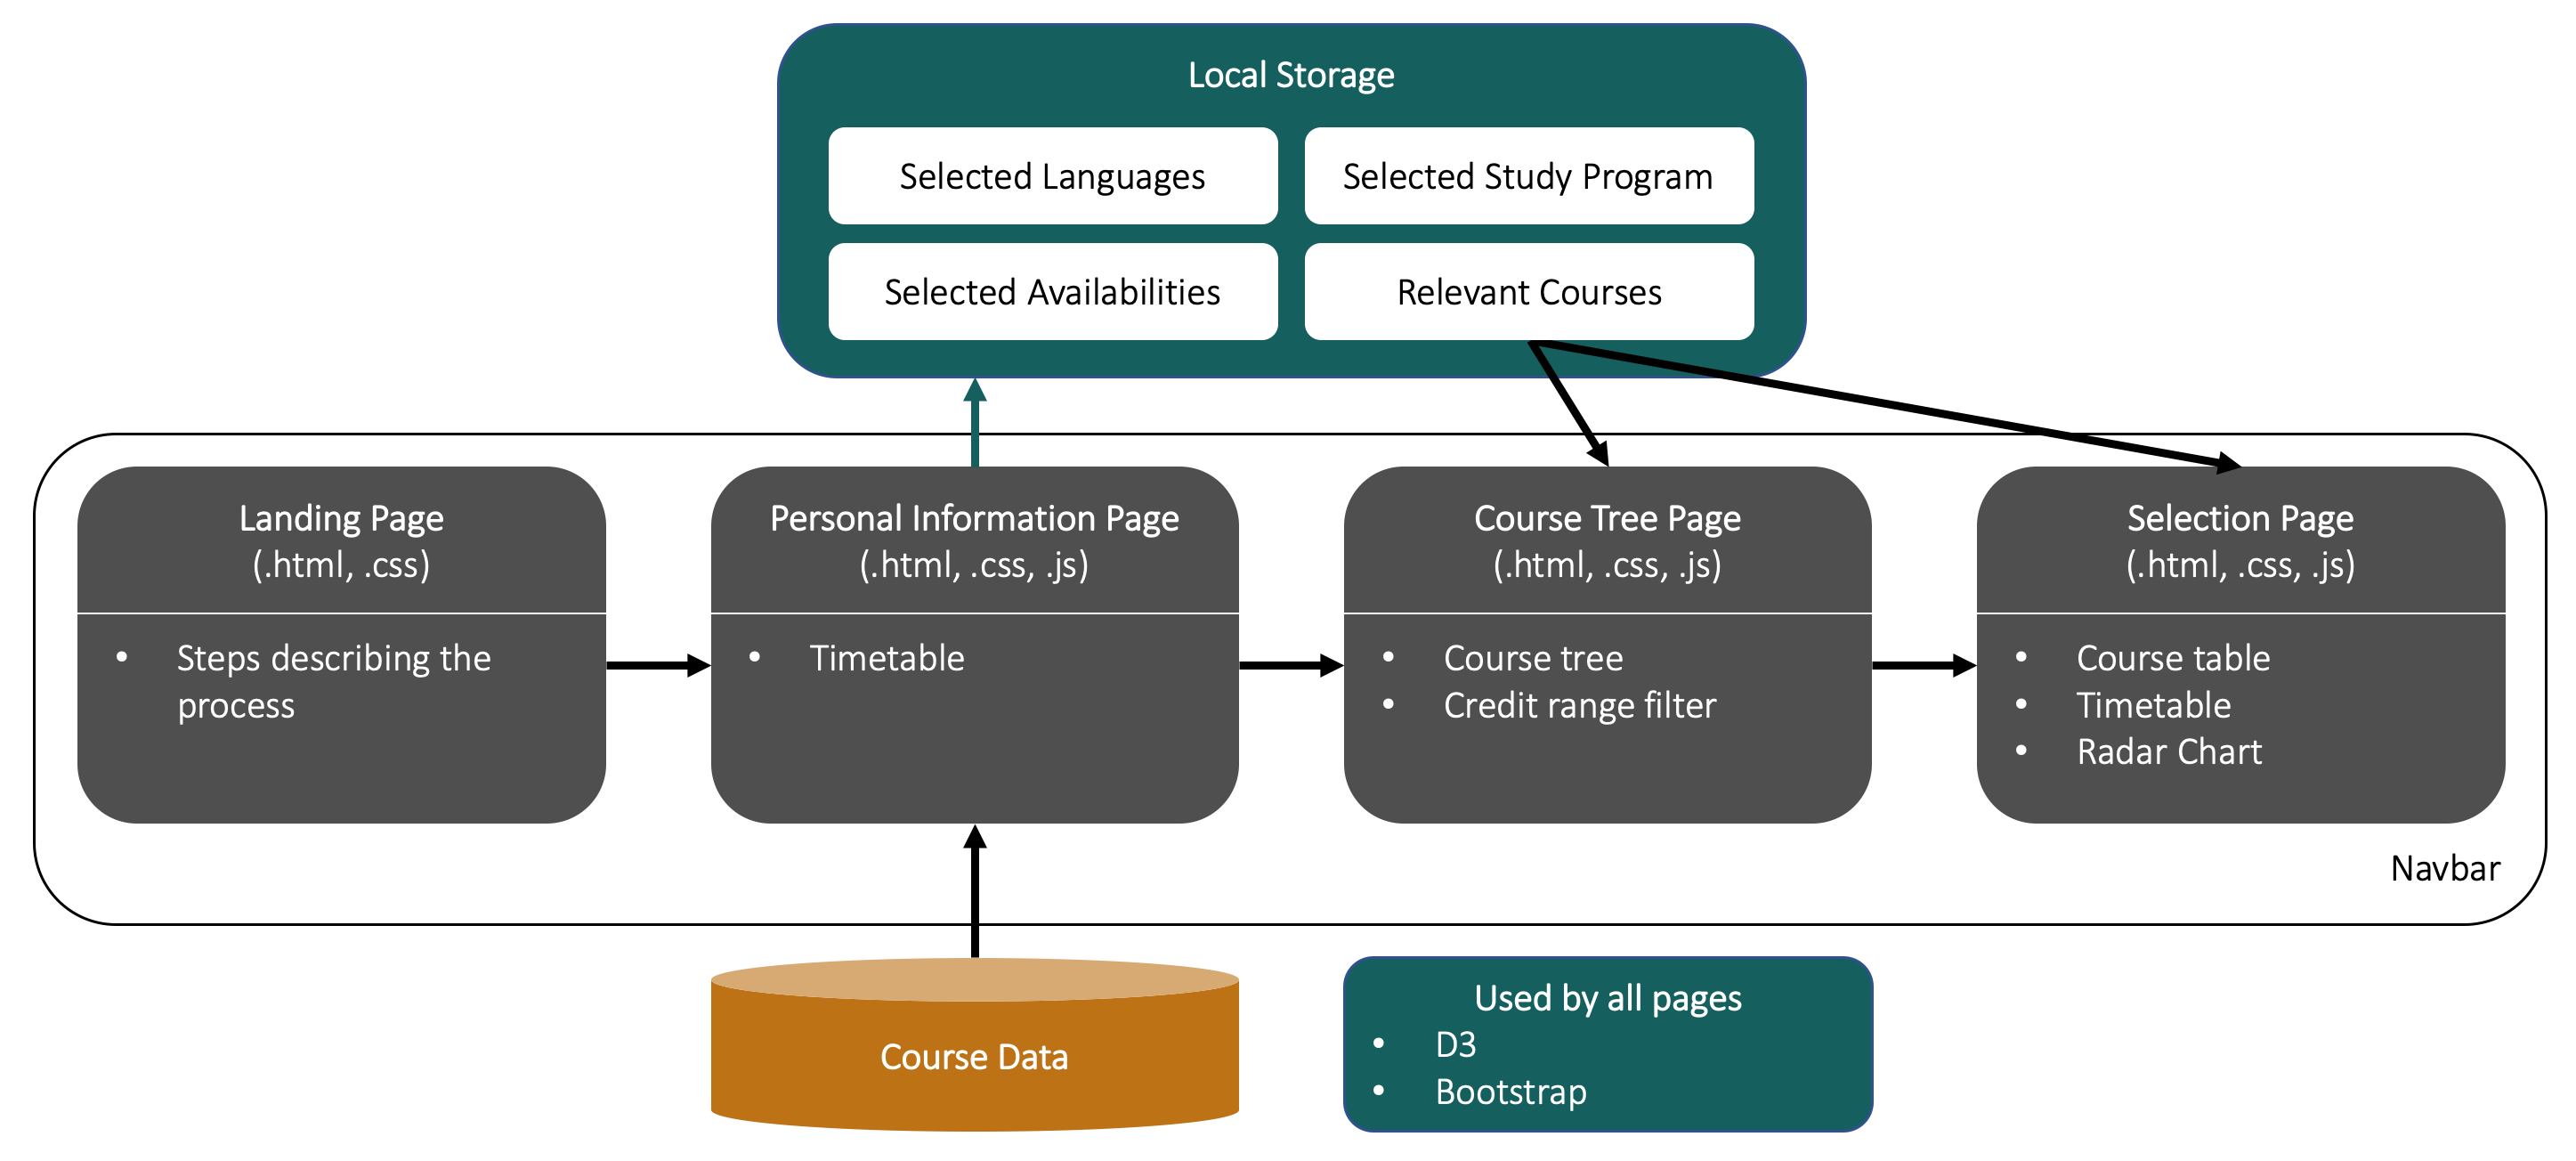 Local Storage
Selected Languages
Selected Study Program
Selected Availabilities
Relevant Courses
Landing Page
(.html, .css)
• Steps describing the
process
Personal Information Page
(.html, .css, .js)
• Timetable
Course Tree Page
(.html, .css, .js)
• Course tree
• Credit range filter
Selection Page
(.html, .css, .js)
• Course table
• Timetable
• Radar Chart
Navbar
Course Data
Used by all pages
• D3
• Bootstrap